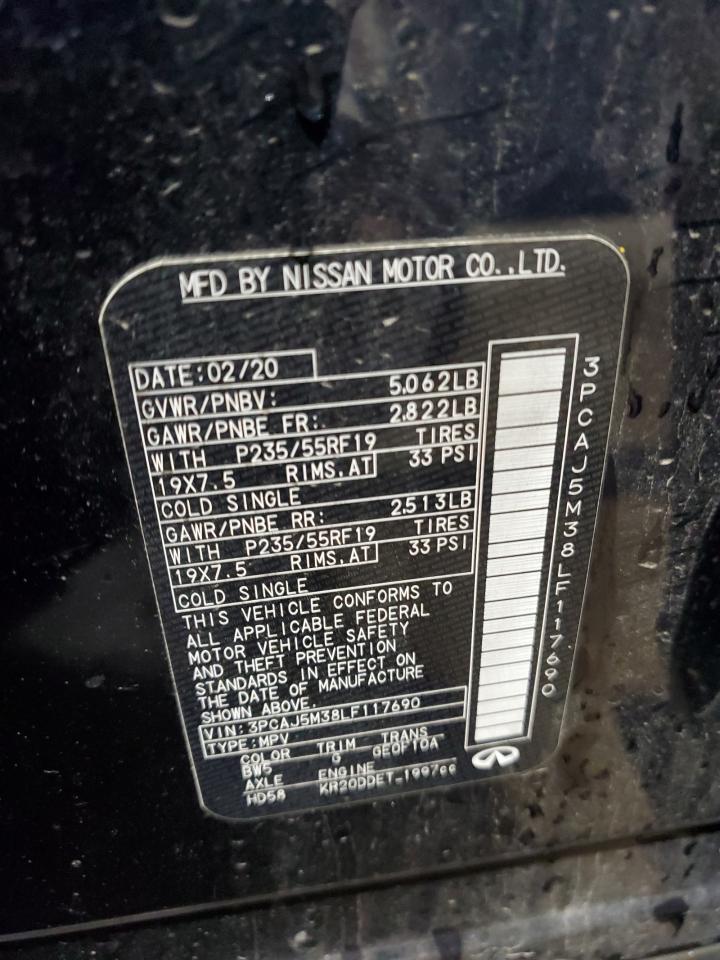 MFD BY NISSAN MOTOR CO.,LTD.
DATE:02/20
GVWR/PNBV: 5,062LB
GAWR/PNBE FR: 2,822LB
WITH P235/55RF19 TIRES
19X7.5 RIMS,AT 33 PSI
COLD SINGLE
GAWR/PNBE RR: 2,513LB
WITH P235/55RF19 TIRES
19X7.5 RIMS,AT 33 PSI
COLD SINGLE
THIS VEHICLE CONFORMS TO
ALL APPLICABLE FEDERAL
MOTOR VEHICLE SAFETY
AND THEFT PREVENTION
STANDARDS IN EFFECT ON
THE DATE OF MANUFACTURE
SHOWN ABOVE.
VIN: 3PCAJ5M38LF117690
TYPE: MPV
COLOR TRIM TRANS
BW5 G GE0F10A
AXLE ENGINE
HD58 KR20DDET-1997cc
3PCAJ5M38LF117690